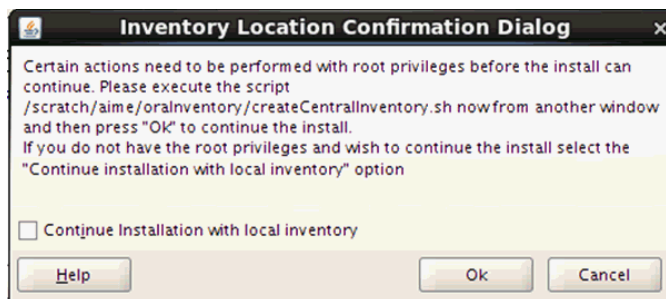 Inventory Location Confirmation Dialog
Certain actions need to be performed with root privileges before the install can
continue. Please execute the script
/scratch/aime/oraInventory/createCentralInventory.sh now from another window
and then press "Ok" to continue the install.
If you do not have the root privileges and wish to continue the install select the
"Continue installation with local inventory" option
Continue Installation with local inventory
Help
Ok
Cancel